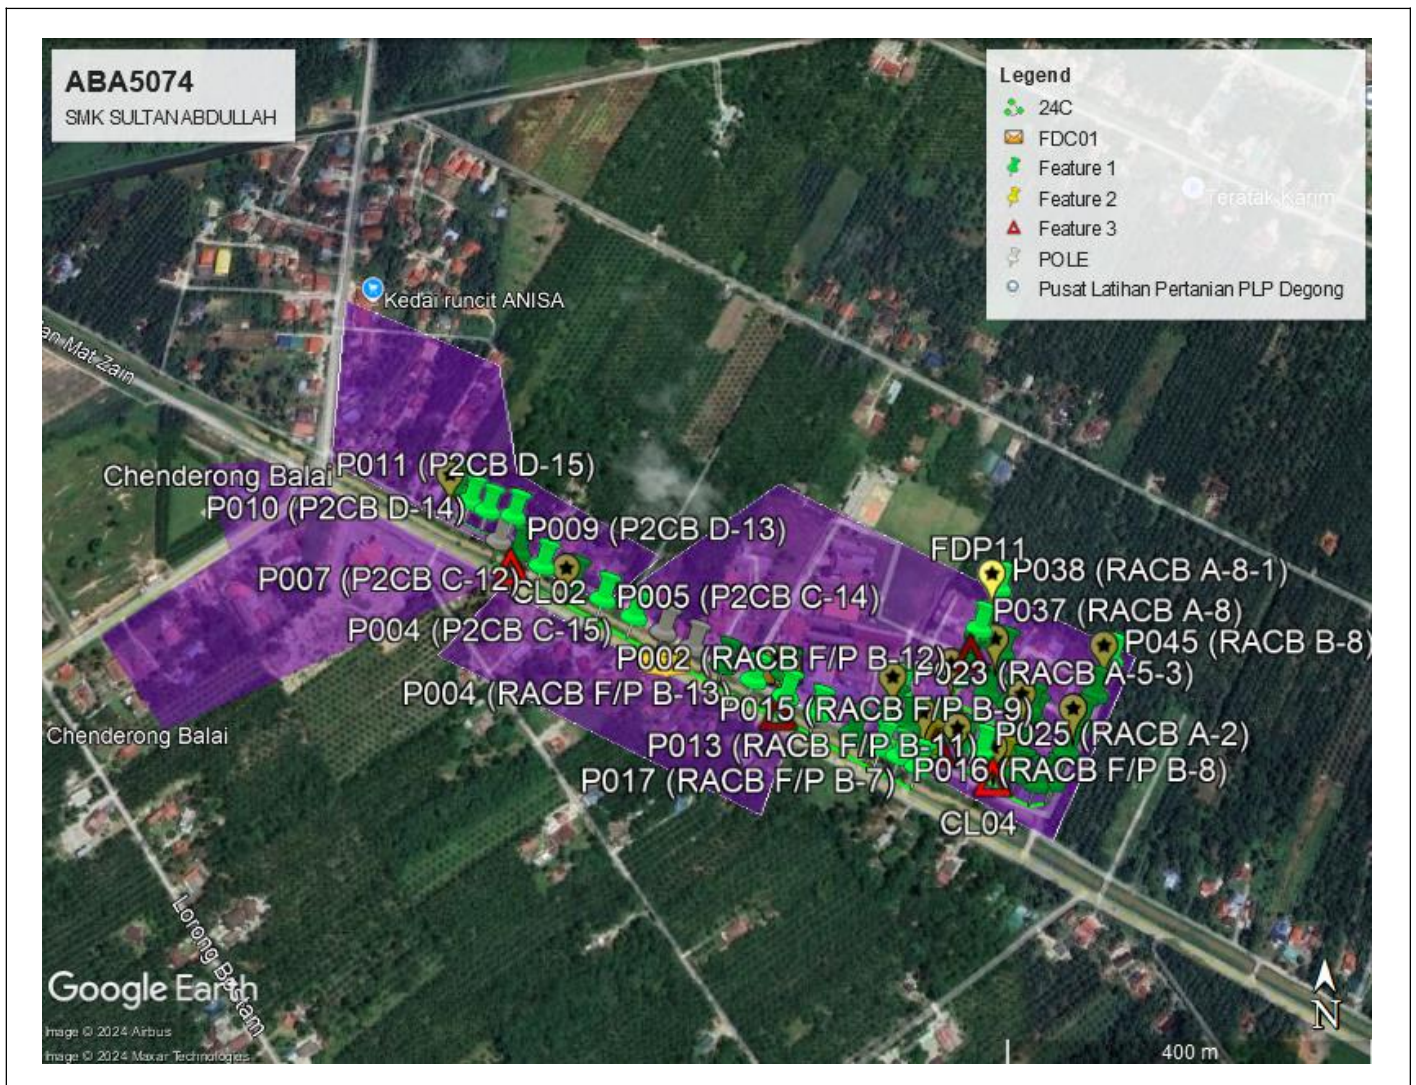 ABA5074
SMK SULTAN ABDULLAH
Legend
24C
FDC01
Feature 1
Feature 2
Feature 3
POLE
Pusat Latihan Pertanian PLP Degong
Teratak Karim
Kedai runcit ANISA
Mat Zain
Chenderong Balai
P011 (P2CB D-15)
P010 (P2CB D-14)
P009 (P2CB D-13)
FDP11
P038 (RACB A-8-1)
P007 (P2CB C-12)
CL02
P005 (P2CB C-14)
P037 (RACB A-8)
P004 (P2CB C-15)
P045 (RACB B-8)
P002 (RACB F/P B-12)
P023 (RACB A-5-3)
P004 (RACB F/P B-13)
P015 (RACB F/P B-9)
Chenderong Balai
P025 (RACB A-2)
P013 (RACB F/P B-11)
P016 (RACB F/P B-8)
P017 (RACB F/P B-7)
CL04
Lorong Bestam
Google Earth
Image © 2024 Airbus
Image © 2024 Maxar Technologies
400 m
N